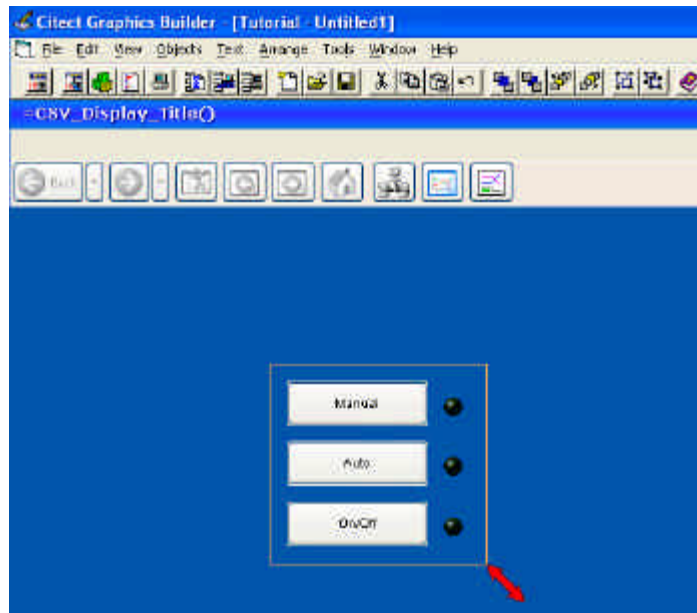 Citect Graphics Builder - [Tutorial - Untitled1]
File Edit View Objects Text Arrange Tools Window Help
=CSV_Display_Title()
Back
Manual
Auto
On/Off